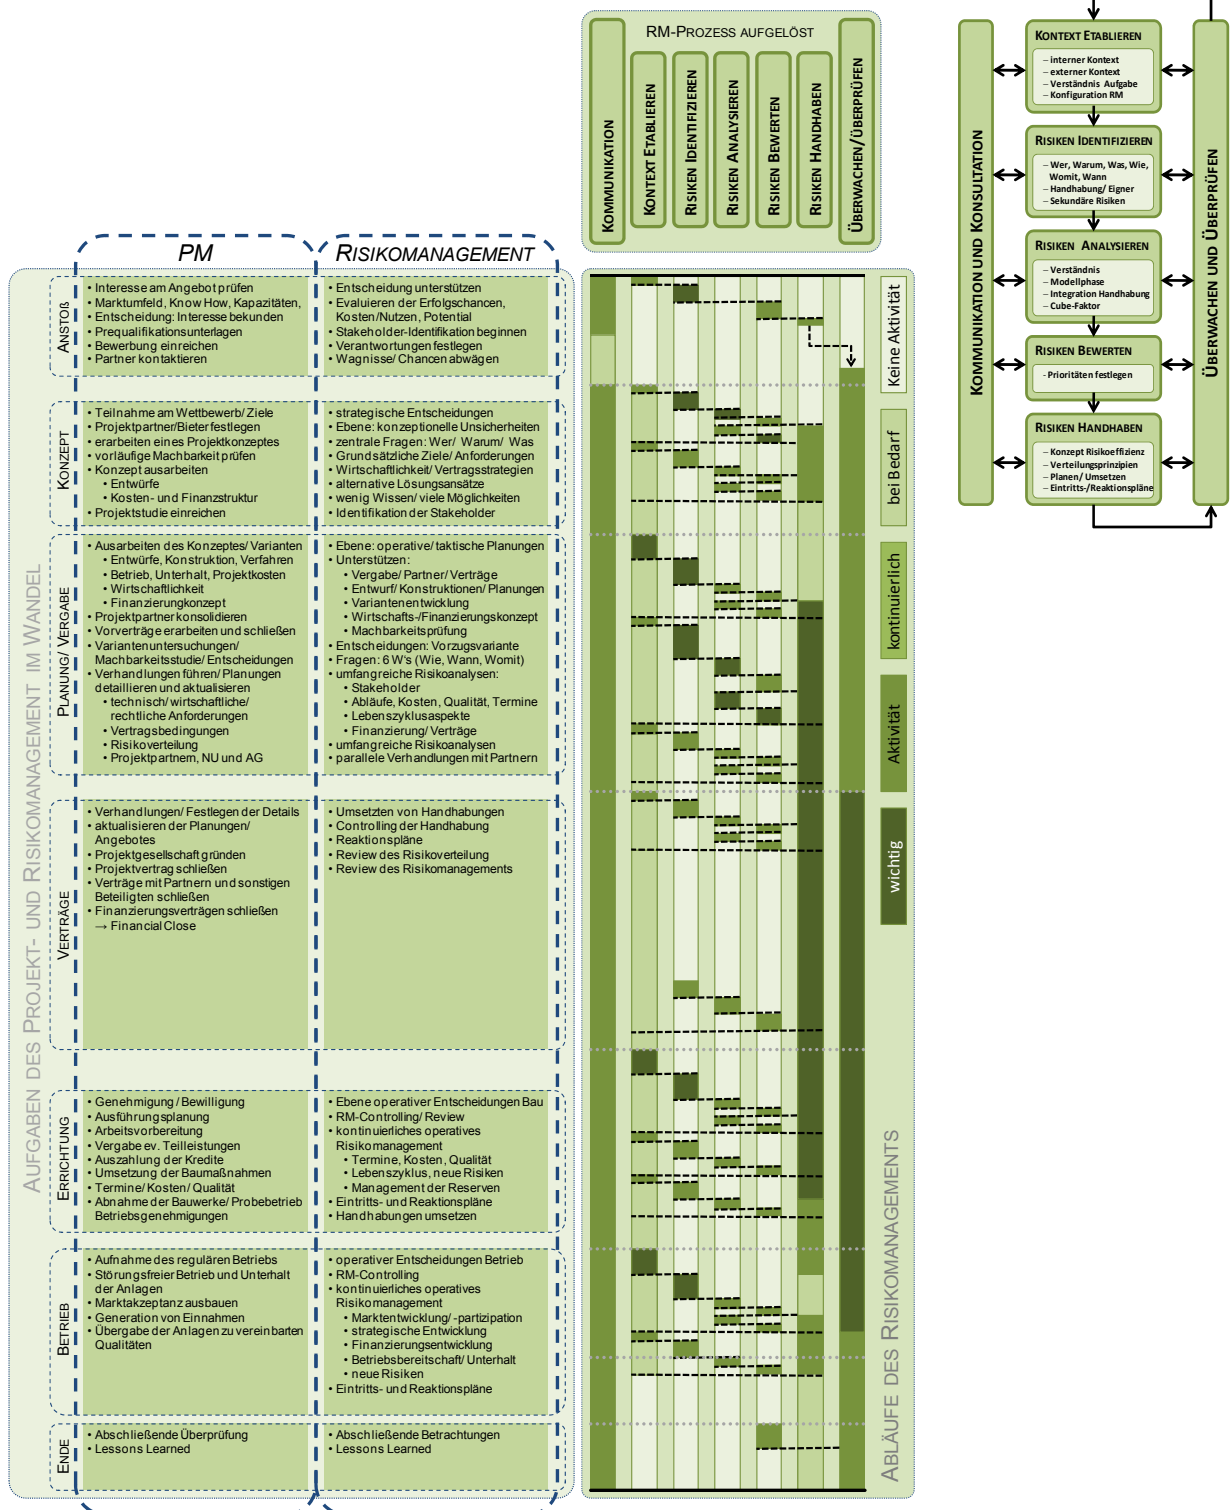 RM-PROZESS AUFGELÖST
KOMMUNIKATION
KONTEXT ETABLIEREN
RISIKEN IDENTIFIZIEREN
RISIKEN ANALYSIEREN
RISIKEN BEWERTEN
RISIKEN HANDHABEN
ÜBERWACHEN/ÜBERPRÜFEN
KOMMUNIKATION UND KONSULTATION
KONTEXT ETABLIEREN
– interner Kontext
– externer Kontext
– Verständnis Aufgabe
– Konfiguration RM
RISIKEN IDENTIFIZIEREN
– Wer, Warum, Was, Wie,
Womit, Wann
– Handhabung/ Eigner
– Sekundäre Risiken
RISIKEN ANALYSIEREN
– Verständnis
– Modellphase
– Integration Handhabung
– Cube-Faktor
RISIKEN BEWERTEN
- Prioritäten festlegen
RISIKEN HANDHABEN
– Konzept Risikoeffizienz
– Verteilungsprinzipien
– Planen/ Umsetzen
– Eintritts-/Reaktionspläne
ÜBERWACHEN UND ÜBERPRÜFEN
AUFGABEN DES PROJEKT- UND RISIKOMANAGEMENT IM WANDEL
PM
RISIKOMANAGEMENT
ANSTOß
• Interesse am Angebot prüfen
• Marktumfeld, Know How, Kapazitäten,
• Entscheidung: Interesse bekunden
• Prequalifikationsunterlagen
• Bewerbung einreichen
• Partner kontaktieren
• Entscheidung unterstützen
• Evaluieren der Erfolgschancen,
Kosten/Nutzen, Potential
• Stakeholder-Identifikation beginnen
• Verantwortungen festlegen
• Wagnisse/ Chancen abwägen
KONZEPT
• Teilnahme am Wettbewerb/ Ziele
• Projektpartner/Bieter festlegen
• erarbeiten eines Projektkonzeptes
• vorläufige Machbarkeit prüfen
• Konzept ausarbeiten
• Entwürfe
• Kosten- und Finanzstruktur
• Projektstudie einreichen
• strategische Entscheidungen
• Ebene: konzeptionelle Unsicherheiten
• zentrale Fragen: Wer/ Warum/ Was
• Grundsätzliche Ziele/ Anforderungen
• Wirtschaftlichkeit/ Vertragsstrategien
• alternative Lösungsansätze
• wenig Wissen/ viele Möglichkeiten
• Identifikation der Stakeholder
PLANUNG/ VERGABE
• Ausarbeiten des Konzeptes/ Varianten
• Entwürfe, Konstruktion, Verfahren
• Betrieb, Unterhalt, Projektkosten
• Wirtschaftlichkeit
• Finanzierungkonzept
• Projektpartner konsolidieren
• Vorverträge erarbeiten und schließen
• Variantenuntersuchungen/
Machbarkeitsstudie/ Entscheidungen
• Verhandlungen führen/ Planungen
detaillieren und aktualisieren
• technisch/ wirtschaftliche/
rechtliche Anforderungen
• Vertragsbedingungen
• Risikoverteilung
• Projektpartnern, NU und AG
• Ebene: operative/ taktische Planungen
• Unterstützen:
• Vergabe/ Partner/ Verträge
• Entwurf/ Konstruktionen/ Planungen
• Variantenentwicklung
• Wirtschafts-/Finanzierungskonzept
• Machbarkeitsprüfung
• Entscheidungen: Vorzugsvariante
• Fragen: 6 W's (Wie, Wann, Womit)
• umfangreiche Risikoanalysen:
• Stakeholder
• Abläufe, Kosten, Qualität, Termine
• Lebenszyklusaspekte
• Finanzierung/ Verträge
• umfangreiche Risikoanalysen
• parallele Verhandlungen mit Partnern
VERTRÄGE
• Verhandlungen/ Festlegen der Details
• aktualisieren der Planungen/
Angebotes
• Projektgesellschaft gründen
• Projektvertrag schließen
• Verträge mit Partnern und sonstigen
Beteiligten schließen
• Finanzierungsverträgen schließen
→ Financial Close
• Umsetzten von Handhabungen
• Controlling der Handhabung
• Reaktionspläne
• Review des Risikoverteilung
• Review des Risikomanagements
ERRICHTUNG
• Genehmigung / Bewilligung
• Ausführungsplanung
• Arbeitsvorbereitung
• Vergabe ev. Teilleistungen
• Auszahlung der Kredite
• Umsetzung der Baumaßnahmen
• Termine/ Kosten/ Qualität
• Abnahme der Bauwerke/ Probebetrieb
Betriebsgenehmigungen
• Ebene operativer Entscheidungen Bau
• RM-Controlling/ Review
• kontinuierliches operatives
Risikomanagement
• Termine, Kosten, Qualität
• Lebenszyklus, neue Risiken
• Management der Reserven
• Eintritts- und Reaktionspläne
• Handhabungen umsetzen
BETRIEB
• Aufnahme des regulären Betriebs
• Störungsfreier Betrieb und Unterhalt
der Anlagen
• Marktakzeptanz ausbauen
• Generation von Einnahmen
• Übergabe der Anlagen zu vereinbarten
Qualitäten
• operativer Entscheidungen Betrieb
• RM-Controlling
• kontinuierliches operatives
Risikomanagement
• Marktentwicklung/ -partizipation
• strategische Entwicklung
• Finanzierungsentwicklung
• Betriebsbereitschaft/ Unterhalt
• neue Risiken
• Eintritts- und Reaktionspläne
ENDE
• Abschließende Überprüfung
• Lessons Learned
• Abschließende Betrachtungen
• Lessons Learned
Keine Aktivität
bei Bedarf
kontinuierlich
Aktivität
wichtig
ABLÄUFE DES RISIKOMANAGEMENTS